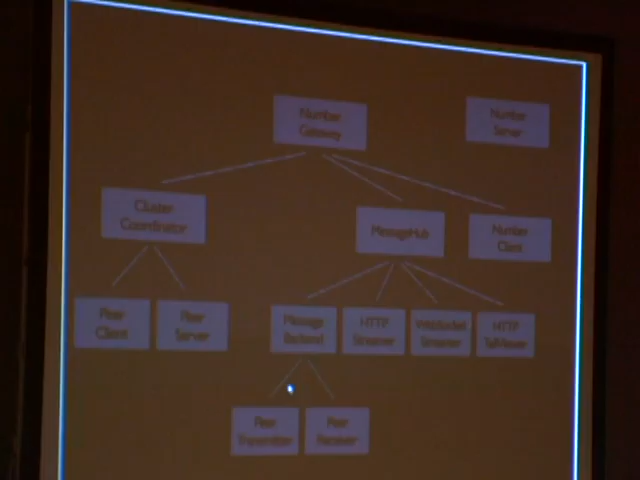 Number
Gateway
Number
Server
Cluster
Coordinator
MessageHub
Number
Client
Peer
Client
Peer
Server
Message
Backend
HTTP
Streamer
WebSocket
Streamer
HTTP
Peer
Transmitter
Peer
Receiver